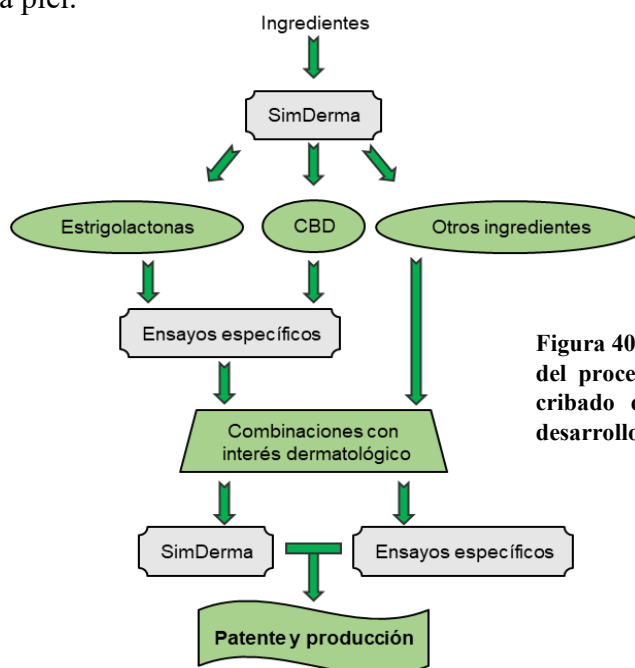 a piel.
Ingredientes
SimDerma
Estrigolactonas
CBD
Otros ingredientes
Ensayos específicos
Figura 40
del proce
cribado
desarrollo
Combinaciones con
interés dermatológico
SimDerma
Ensayos específicos
Patente y producción